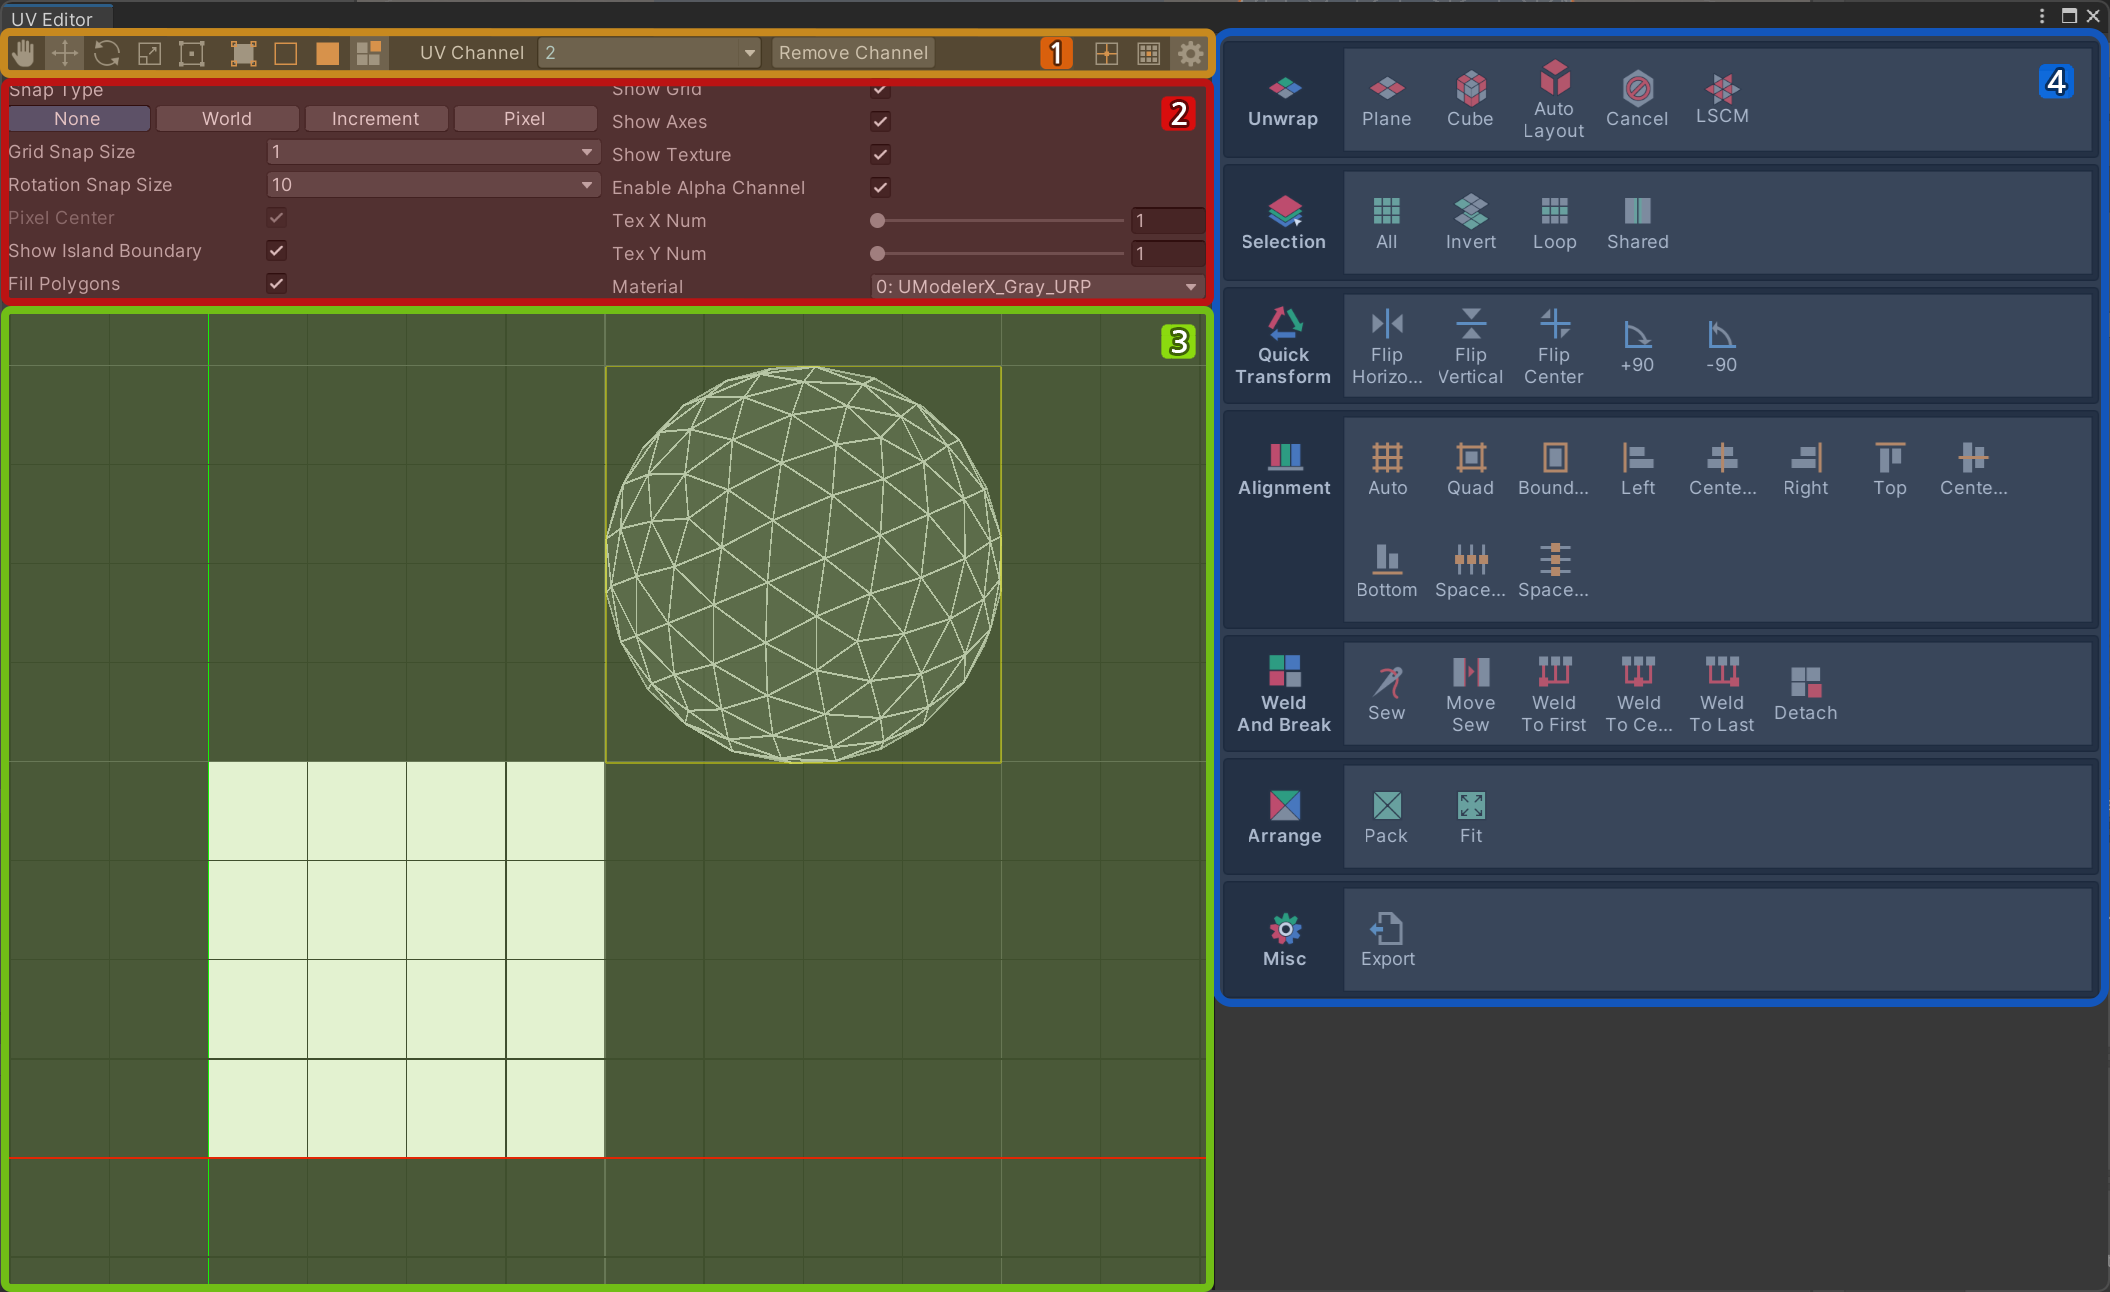 UV Editor
UV Channel 2 Remove Channel 1
Snap Type
None World Increment Pixel
Grid Snap Size 1
Rotation Snap Size 10
Pixel Center
Show Island Boundary
Fill Polygons
Show Grid
Show Axes
Show Texture
Enable Alpha Channel
Tex X Num 1
Tex Y Num 1
Material 0: UModelerX_Gray_URP
2
3
4
Unwrap
Plane
Cube
Auto
Layout
Cancel
LSCM
Selection
All
Invert
Loop
Shared
Quick
Transform
Flip
Horizo...
Flip
Vertical
Flip
Center
+90
-90
Alignment
Auto
Quad
Bound...
Left
Cente...
Right
Top
Cente...
Bottom
Space...
Space...
Weld
And Break
Sew
Move
Sew
Weld
To First
Weld
To Ce...
Weld
To Last
Detach
Arrange
Pack
Fit
Misc
Export